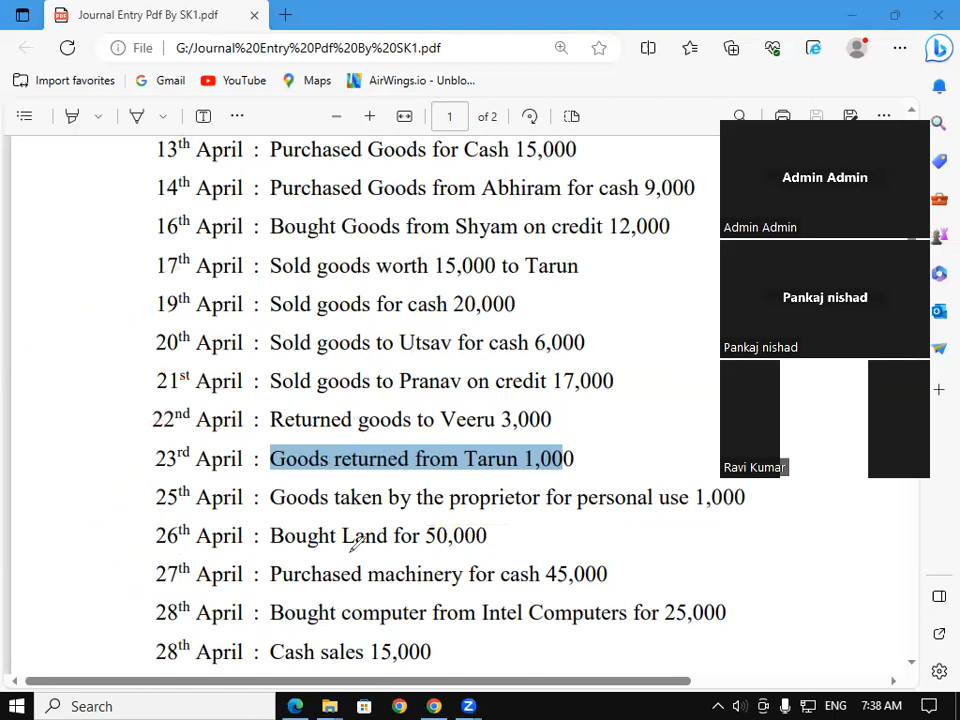 Journal Entry Pdf By SK1.pdf
File
G:/Journal%20Entry%20Pdf%20By%20SK1.pdf
Import favorites
Gmail
YouTube
Maps
AirWings.io - Unblo...
1
of 2
13th April : Purchased Goods for Cash 15,000
14th April : Purchased Goods from Abhiram for cash 9,000
16th April : Bought Goods from Shyam on credit 12,000
17th April : Sold goods worth 15,000 to Tarun
19th April : Sold goods for cash 20,000
20th April : Sold goods to Utsav for cash 6,000
21st April : Sold goods to Pranav on credit 17,000
22nd April : Returned goods to Veeru 3,000
23rd April : Goods returned from Tarun 1,000
25th April : Goods taken by the proprietor for personal use 1,000
26th April : Bought Land for 50,000
27th April : Purchased machinery for cash 45,000
28th April : Bought computer from Intel Computers for 25,000
28th April : Cash sales 15,000
Admin Admin
Admin Admin
Pankaj nishad
Pankaj nishad
Ravi Kumar
Search
ENG
7:38 AM